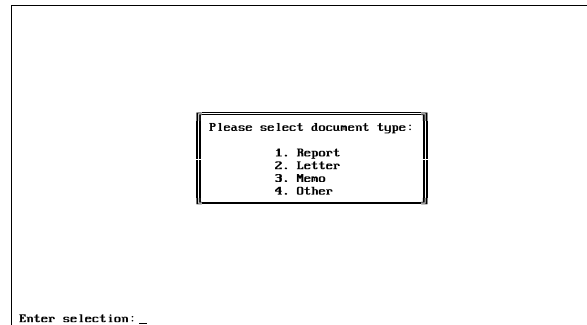 Please select document type:
1. Report
2. Letter
3. Memo
4. Other
Enter selection:_